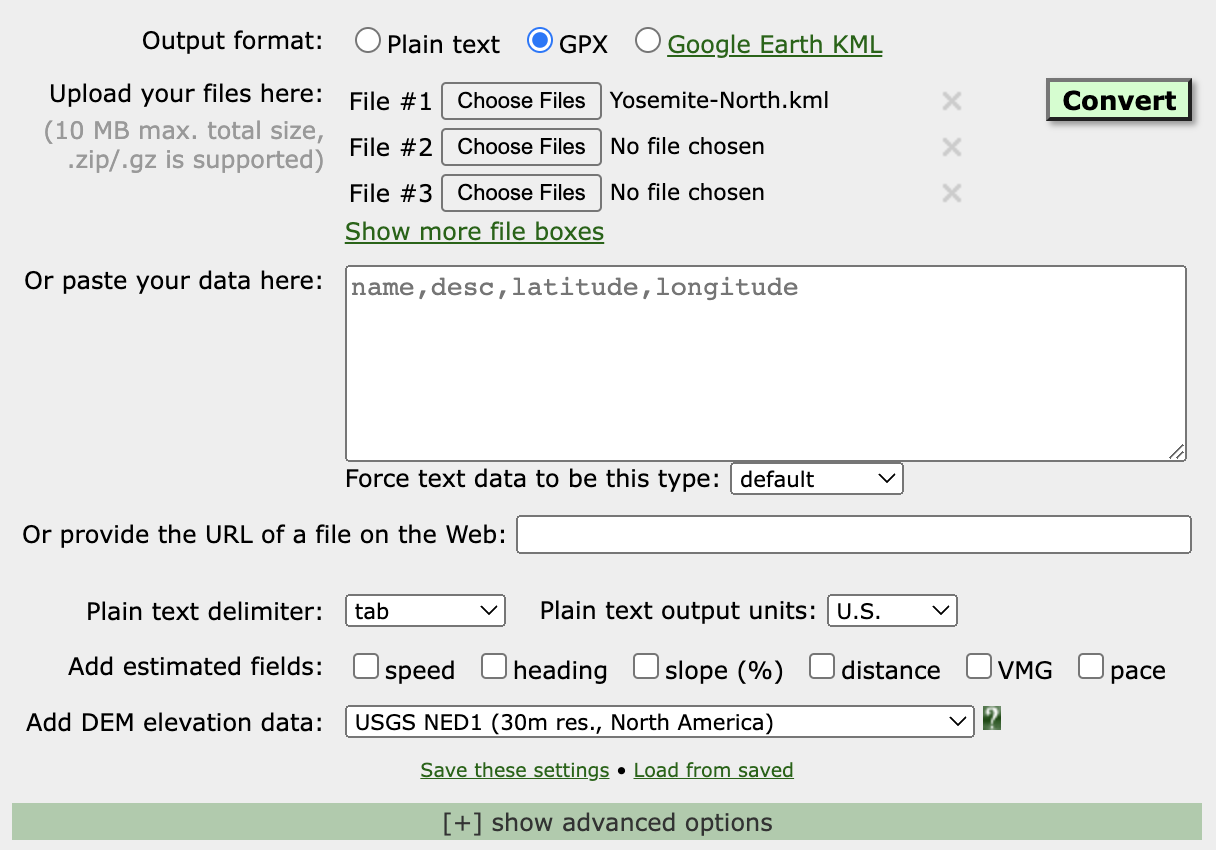 Output format: Plain text GPX Google Earth KML
Upload your files here: File #1 Choose Files Yosemite-North.kml ✕ Convert
(10 MB max. total size, File #2 Choose Files No file chosen ✕
.zip/.gz is supported) File #3 Choose Files No file chosen ✕
Show more file boxes
Or paste your data here: name,desc,latitude,longitude
Force text data to be this type: default
Or provide the URL of a file on the Web:
Plain text delimiter: tab Plain text output units: U.S.
Add estimated fields: speed heading slope (%) distance VMG pace
Add DEM elevation data: USGS NED1 (30m res., North America) ?
Save these settings • Load from saved
[+] show advanced options